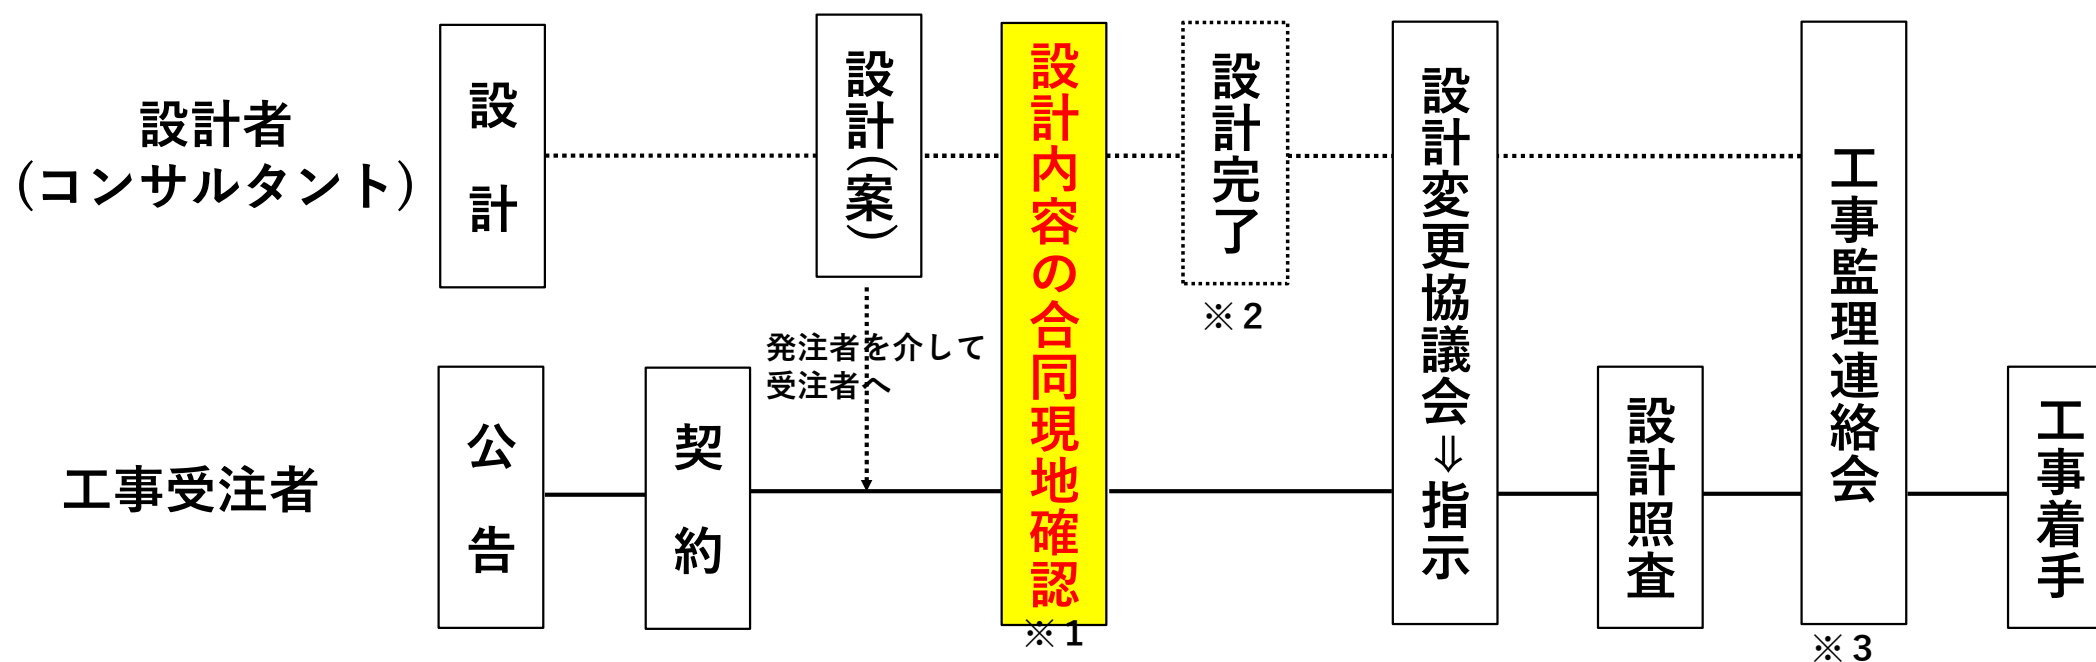 設計者
（コンサルタント）
設計
設計（案）
設計内容の合同現地確認
※1
設計完了
※2
設計変更協議会⇒指示
工事監理連絡会
※3
発注者を介して
受注者へ
工事受注者
公告
契約
設計照査
工事着手